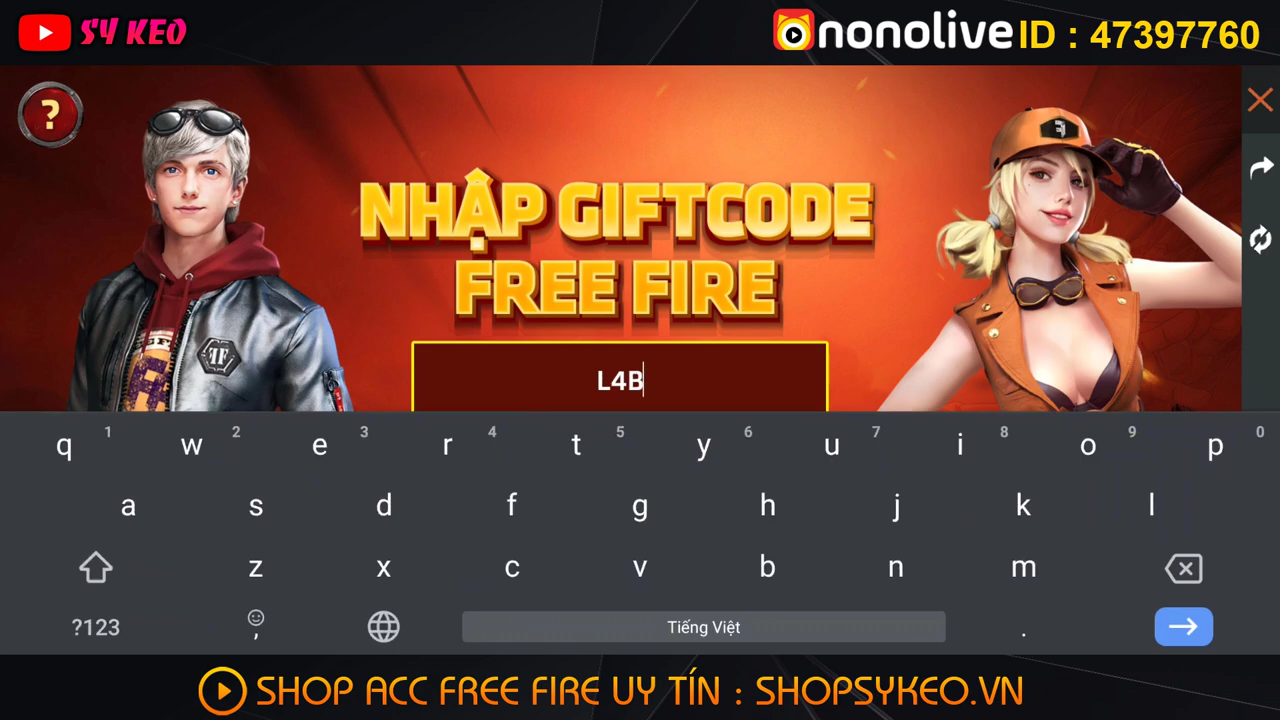 SY KEO
nonolive ID : 47397760
?
NHẬP GIFTCODE
FREE FIRE
L4B
q 1 w 2 e 3 r 4 t 5 y 6 u 7 i 8 o 9 p 0
a s d f g h j k l
z x c v b n m
?123 , Tiếng Việt .
SHOP ACC FREE FIRE UY TÍN : SHOPSYKEO.VN